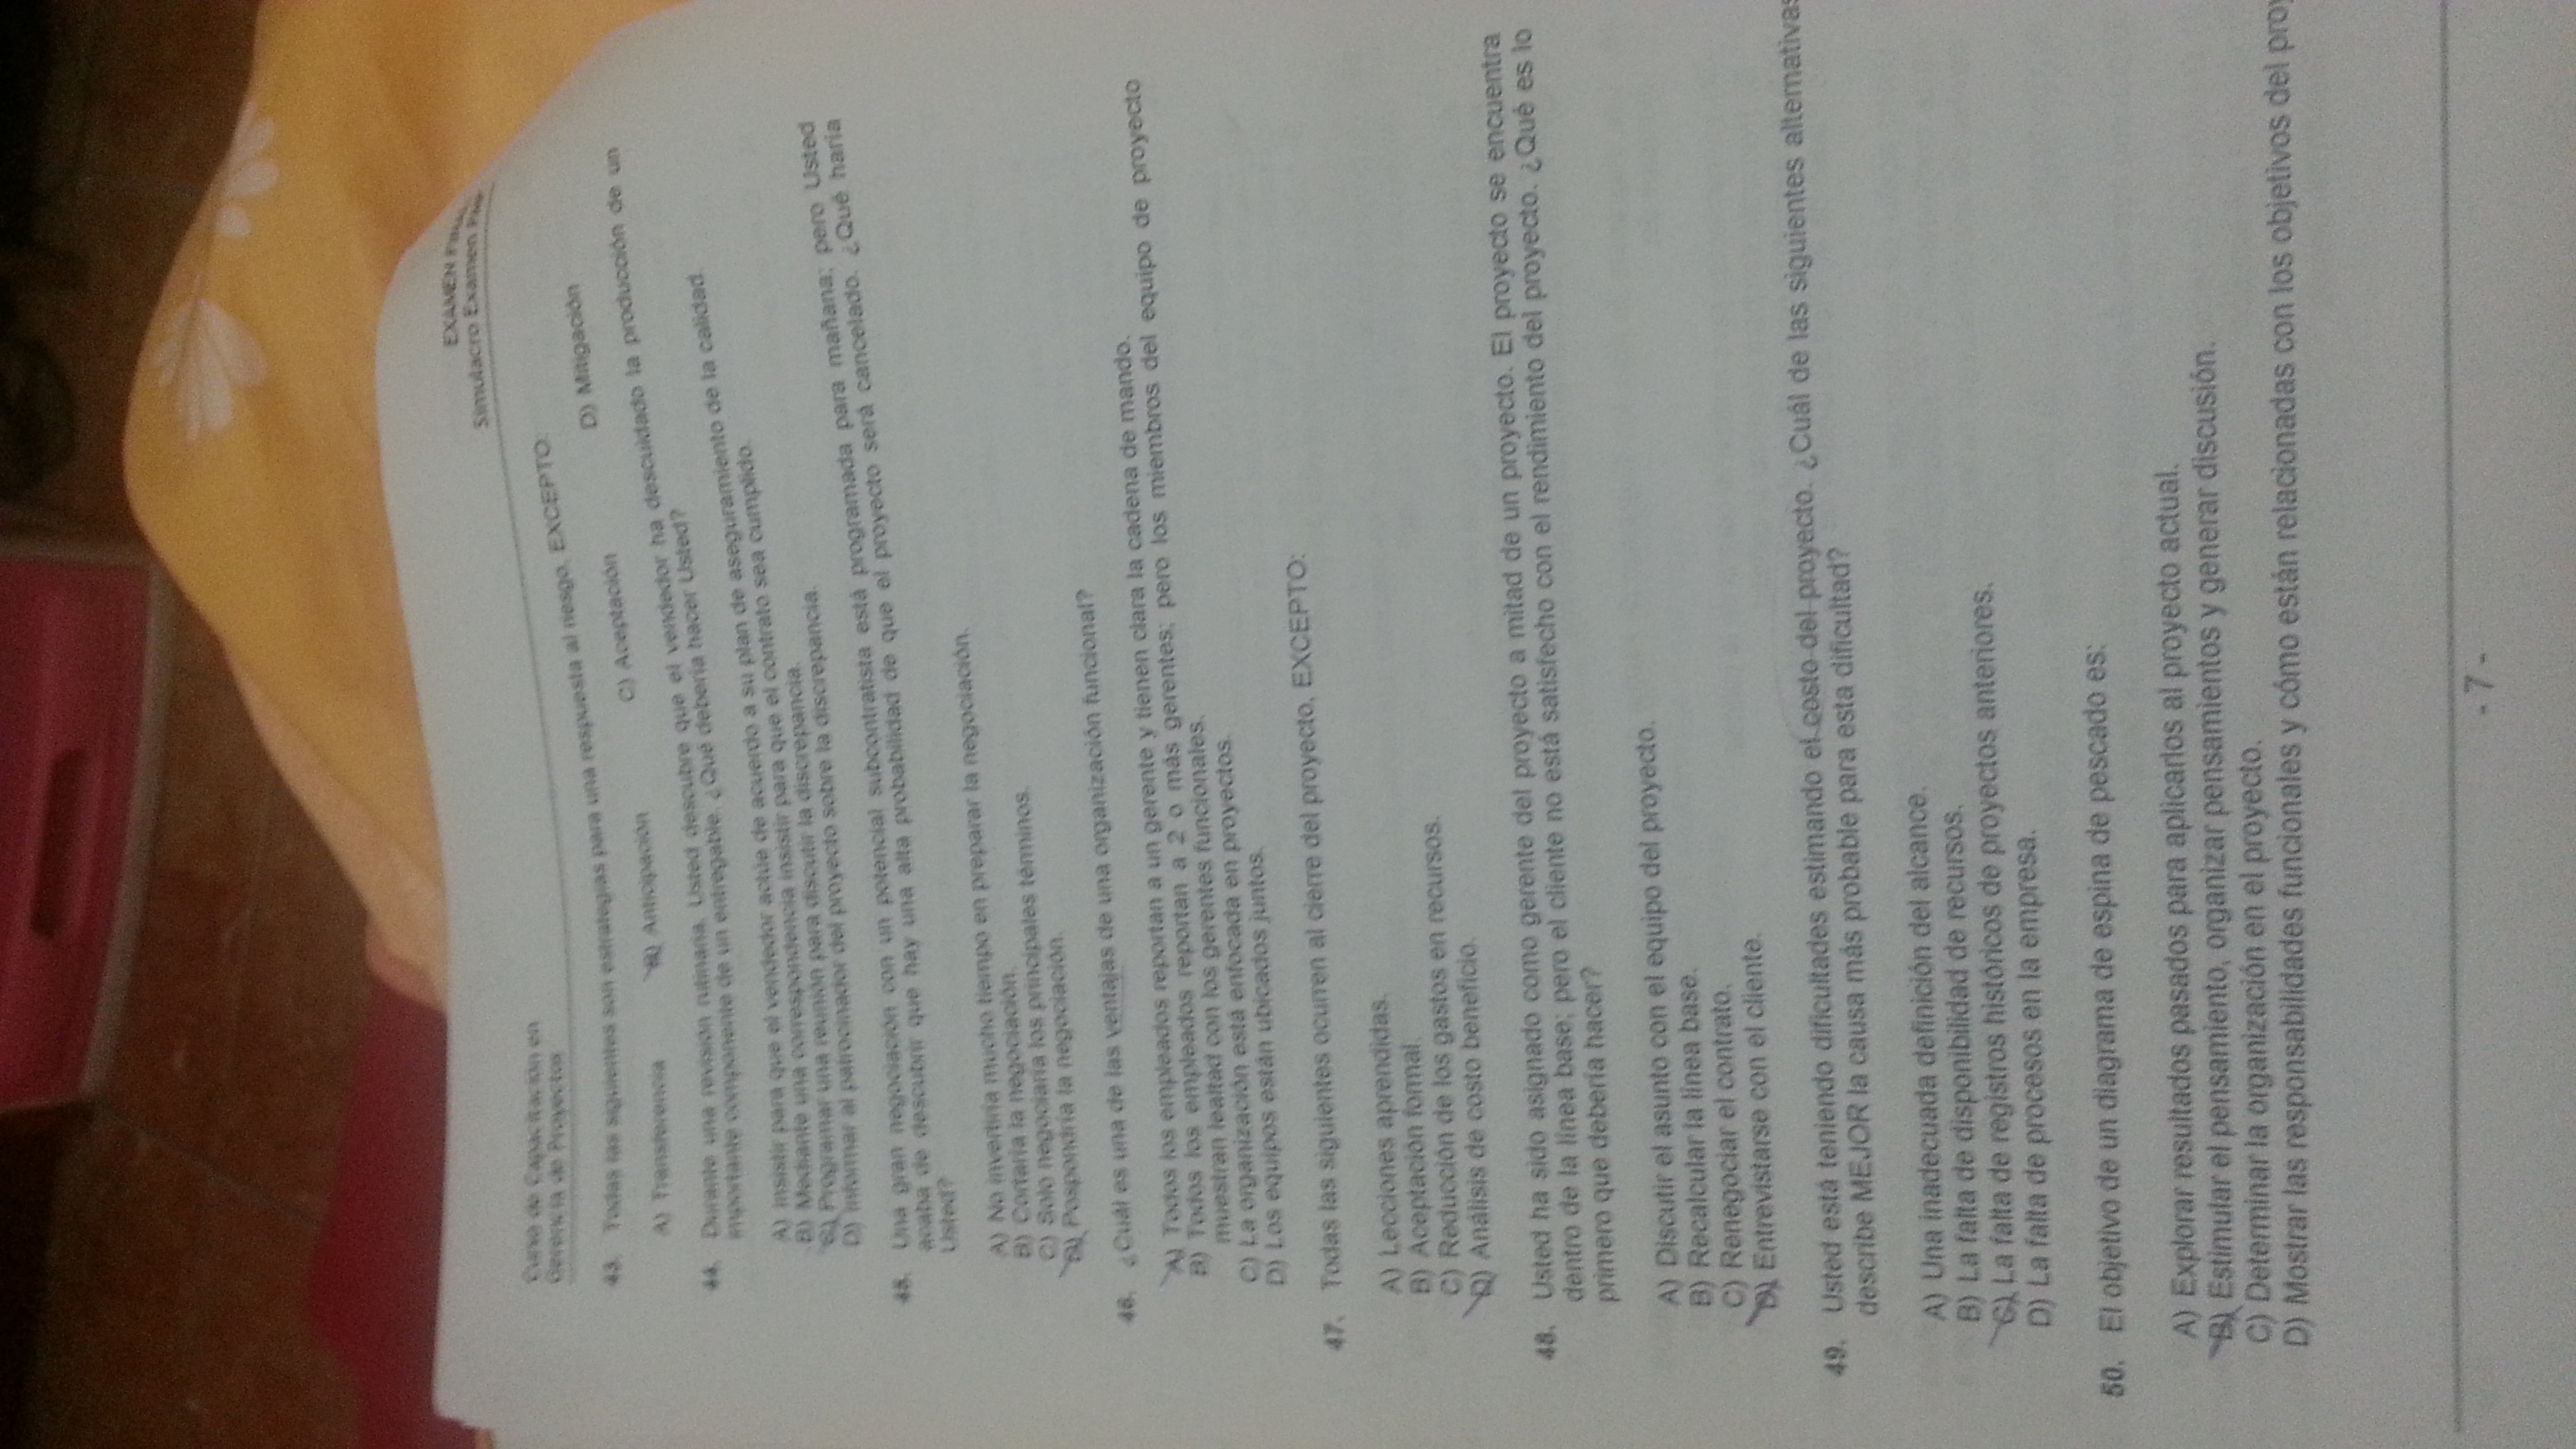 EXAMEN FINAL
Simulacro Examen PMP
Curso de Capacitación en
Gerencia de Proyectos
43. Todas las siguientes son estrategias para una respuesta al riesgo, EXCEPTO:
A) Transferencia B) Anticipación C) Aceptación D) Mitigación
44. Durante una revisión rutinaria, Usted descubre que el vendedor ha descuidado la producción de un
importante componente de un entregable. ¿Qué debería hacer Usted?
A) Insistir para que el vendedor actúe de acuerdo a su plan de aseguramiento de la calidad.
B) Mediante una correspondencia insistir para que el contrato sea cumplido.
C) Programar una reunión para discutir la discrepancia.
D) Informar al patrocinador del proyecto sobre la discrepancia.
45. Una gran negociación con un potencial subcontratista está programada para mañana; pero Usted
acaba de descubrir que hay una alta probabilidad de que el proyecto será cancelado. ¿Qué haría
Usted?
A) No invertiría mucho tiempo en preparar la negociación.
B) Cortaría la negociación.
C) Solo negociaría los principales términos.
D) Pospondría la negociación.
46. ¿Cuál es una de las ventajas de una organización funcional?
A) Todos los empleados reportan a un gerente y tienen clara la cadena de mando.
B) Todos los empleados reportan a 2 o más gerentes; pero los miembros del equipo de proyecto
muestran lealtad con los gerentes funcionales.
C) La organización está enfocada en proyectos.
D) Los equipos están ubicados juntos.
47. Todas las siguientes ocurren al cierre del proyecto, EXCEPTO:
A) Lecciones aprendidas.
B) Aceptación formal.
C) Reducción de los gastos en recursos.
D) Análisis de costo beneficio.
48. Usted ha sido asignado como gerente del proyecto a mitad de un proyecto. El proyecto se encuentra
dentro de la línea base; pero el cliente no está satisfecho con el rendimiento del proyecto. ¿Qué es lo
primero que debería hacer?
A) Discutir el asunto con el equipo del proyecto.
B) Recalcular la línea base.
C) Renegociar el contrato.
D) Entrevistarse con el cliente.
49. Usted está teniendo dificultades estimando el costo del proyecto. ¿Cuál de las siguientes alternativas
describe MEJOR la causa más probable para esta dificultad?
A) Una inadecuada definición del alcance.
B) La falta de disponibilidad de recursos.
C) La falta de registros históricos de proyectos anteriores.
D) La falta de procesos en la empresa.
50. El objetivo de un diagrama de espina de pescado es:
A) Explorar resultados pasados para aplicarlos al proyecto actual.
B) Estimular el pensamiento, organizar pensamientos y generar discusión.
C) Determinar la organización en el proyecto.
D) Mostrar las responsabilidades funcionales y cómo están relacionadas con los objetivos del proy
- 7 -